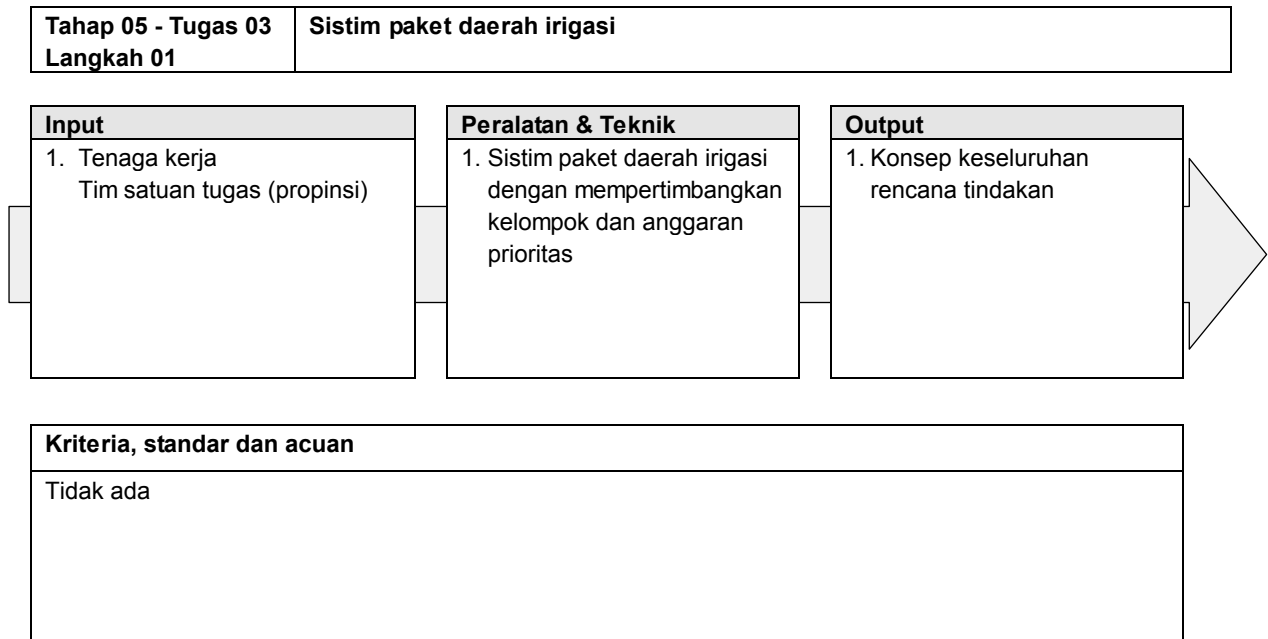 Tahap 05 - Tugas 03
Langkah 01
Sistim paket daerah irigasi
Input
1. Tenaga kerja
Tim satuan tugas (propinsi)
Peralatan & Teknik
1. Sistim paket daerah irigasi
dengan mempertimbangkan
kelompok dan anggaran
prioritas
Output
1. Konsep keseluruhan
rencana tindakan
Kriteria, standar dan acuan
Tidak ada